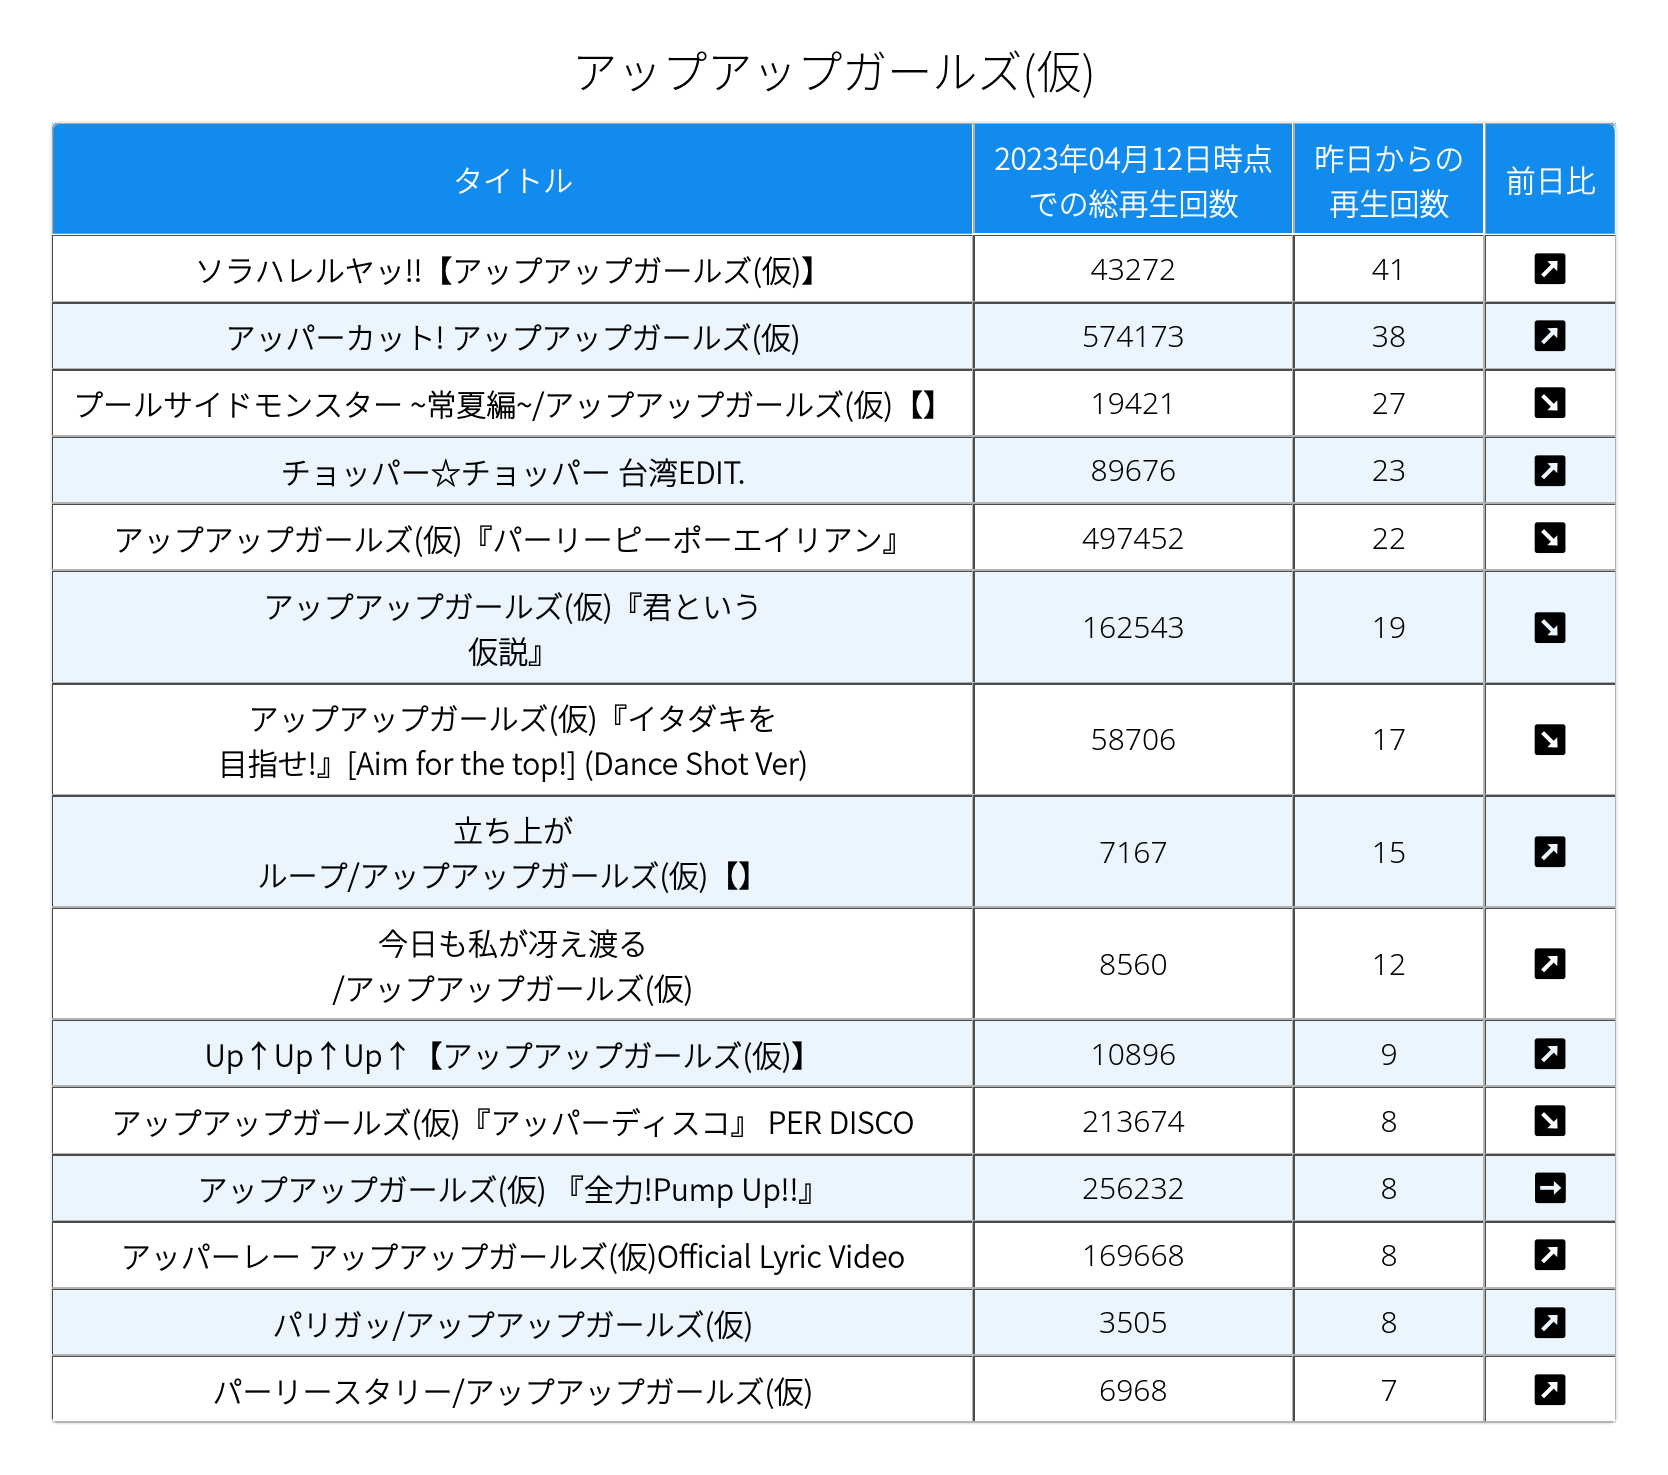 アップアップガールズ(仮)
タイトル
2023年04月12日時点
での総再生回数
昨日からの
再生回数
前日比
ソラハレルヤッ!!【アップアップガールズ(仮)】 43272 41 ↗
アッパーカット! アップアップガールズ(仮) 574173 38 ↗
プールサイドモンスター ~常夏編~/アップアップガールズ(仮)【】 19421 27 ↘
チョッパー☆チョッパー 台湾EDIT. 89676 23 ↗
アップアップガールズ(仮)『パーリーピーポーエイリアン』 497452 22 ↘
アップアップガールズ(仮)『君という
仮説』 162543 19 ↘
アップアップガールズ(仮)『イタダキを
目指せ!』[Aim for the top!] (Dance Shot Ver) 58706 17 ↘
立ち上が
ループ/アップアップガールズ(仮)【】 7167 15 ↗
今日も私が冴え渡る
/アップアップガールズ(仮) 8560 12 ↗
Up↑Up↑Up↑【アップアップガールズ(仮)】 10896 9 ↗
アップアップガールズ(仮)『アッパーディスコ』 PER DISCO 213674 8 ↘
アップアップガールズ(仮) 『全力!Pump Up!!』 256232 8 →
アッパーレー アップアップガールズ(仮)Official Lyric Video 169668 8 ↗
パリガッ/アップアップガールズ(仮) 3505 8 ↗
パーリースタリー/アップアップガールズ(仮) 6968 7 ↗